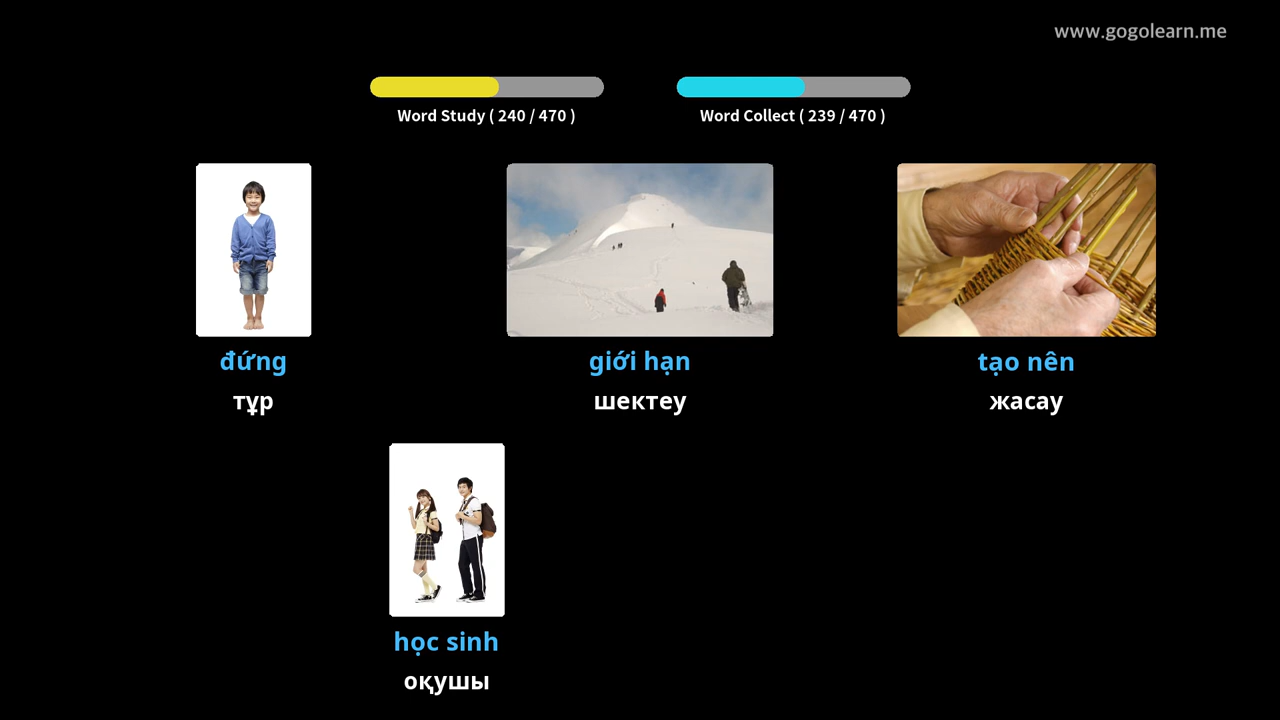 www.gogolearn.me
Word Study ( 240 / 470 )
Word Collect ( 239 / 470 )
đứng
тұр
giới hạn
шектеу
tạo nên
жасау
học sinh
оқушы